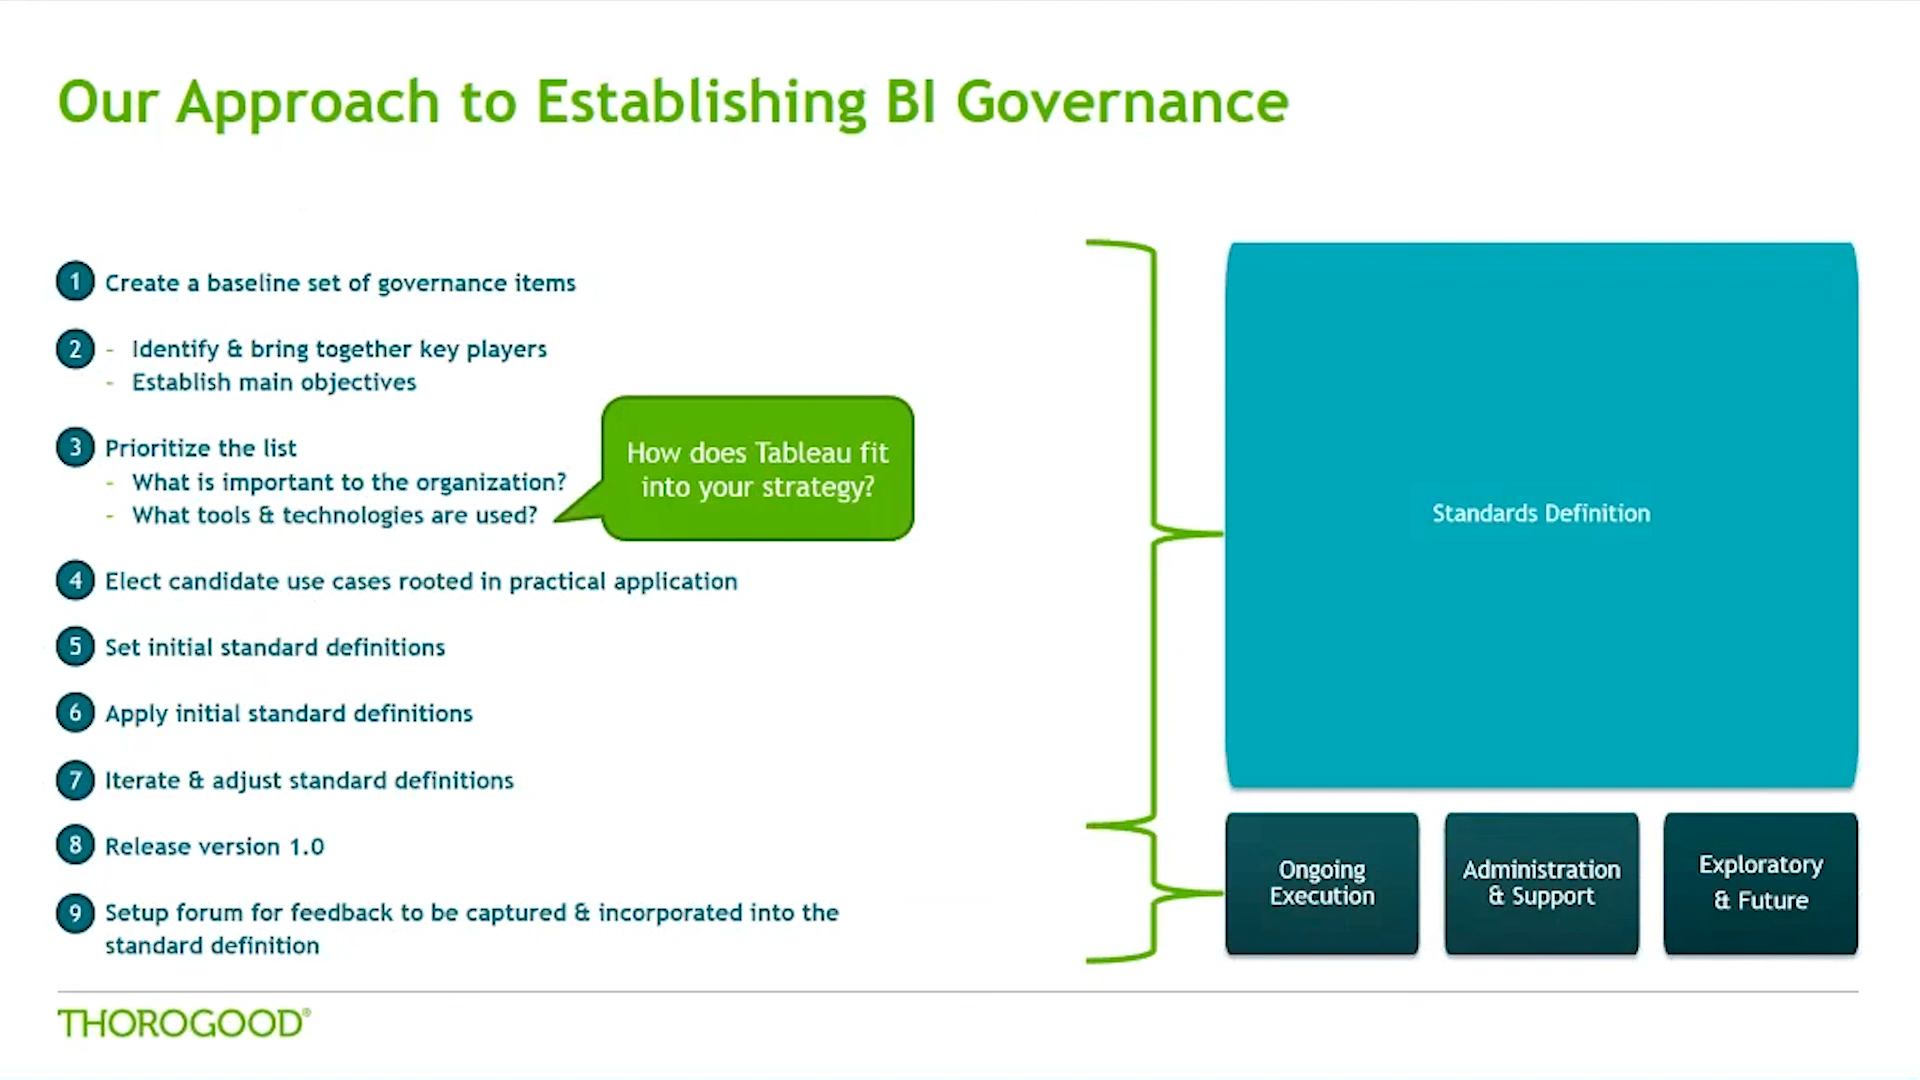 Our Approach to Establishing BI Governance
1 Create a baseline set of governance items
2 - Identify & bring together key players
- Establish main objectives
3 Prioritize the list
- What is important to the organization?
- What tools & technologies are used?
How does Tableau fit
into your strategy?
4 Elect candidate use cases rooted in practical application
5 Set initial standard definitions
6 Apply initial standard definitions
7 Iterate & adjust standard definitions
8 Release version 1.0
9 Setup forum for feedback to be captured & incorporated into the
standard definition
Standards Definition
Ongoing
Execution
Administration
& Support
Exploratory
& Future
THOROGOOD®